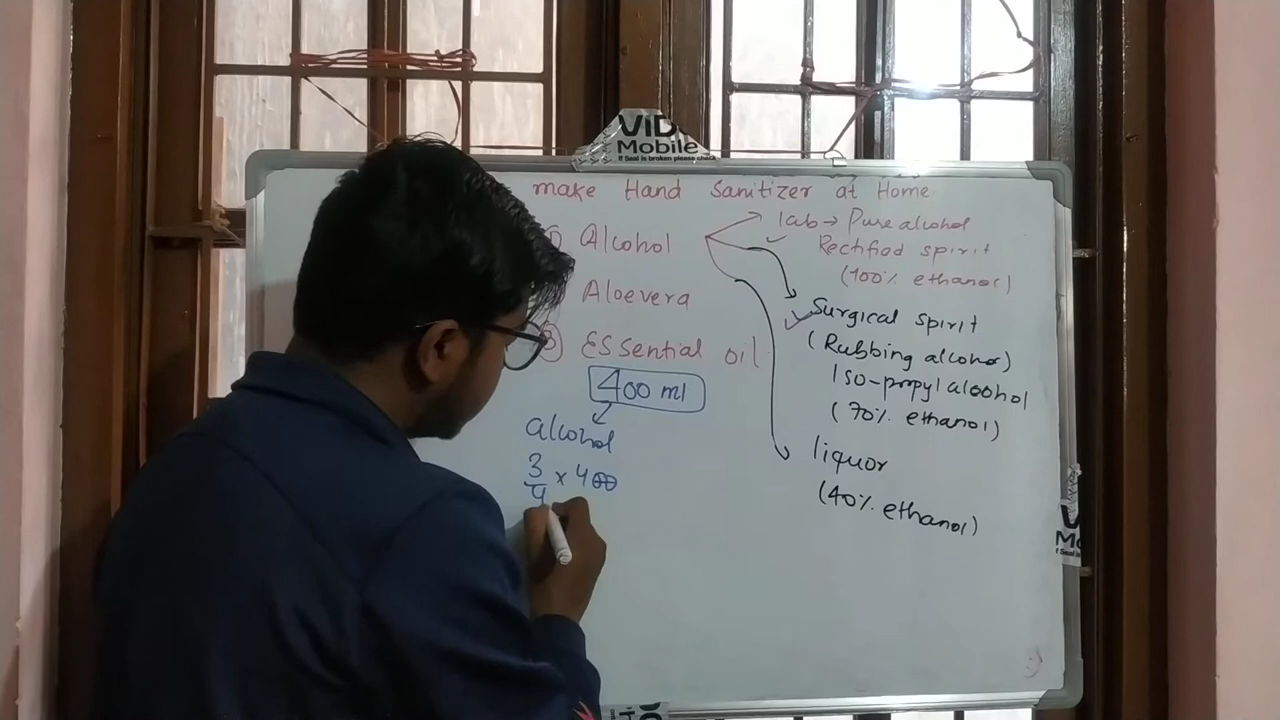 VID
Mobile
If Seal is broken please check
make Hand Sanitizer at Home
1) Alcohol
lab → Pure alcohol
Rectified spirit
(100% ethanol)
Aloevera
3) ESSential oil
Surgical spirit
(Rubbing alcohol)
Iso-propyl alcohol
(70% ethanol)
400 ml
alcohol
3/4 × 400
liquor
(40% ethanol)